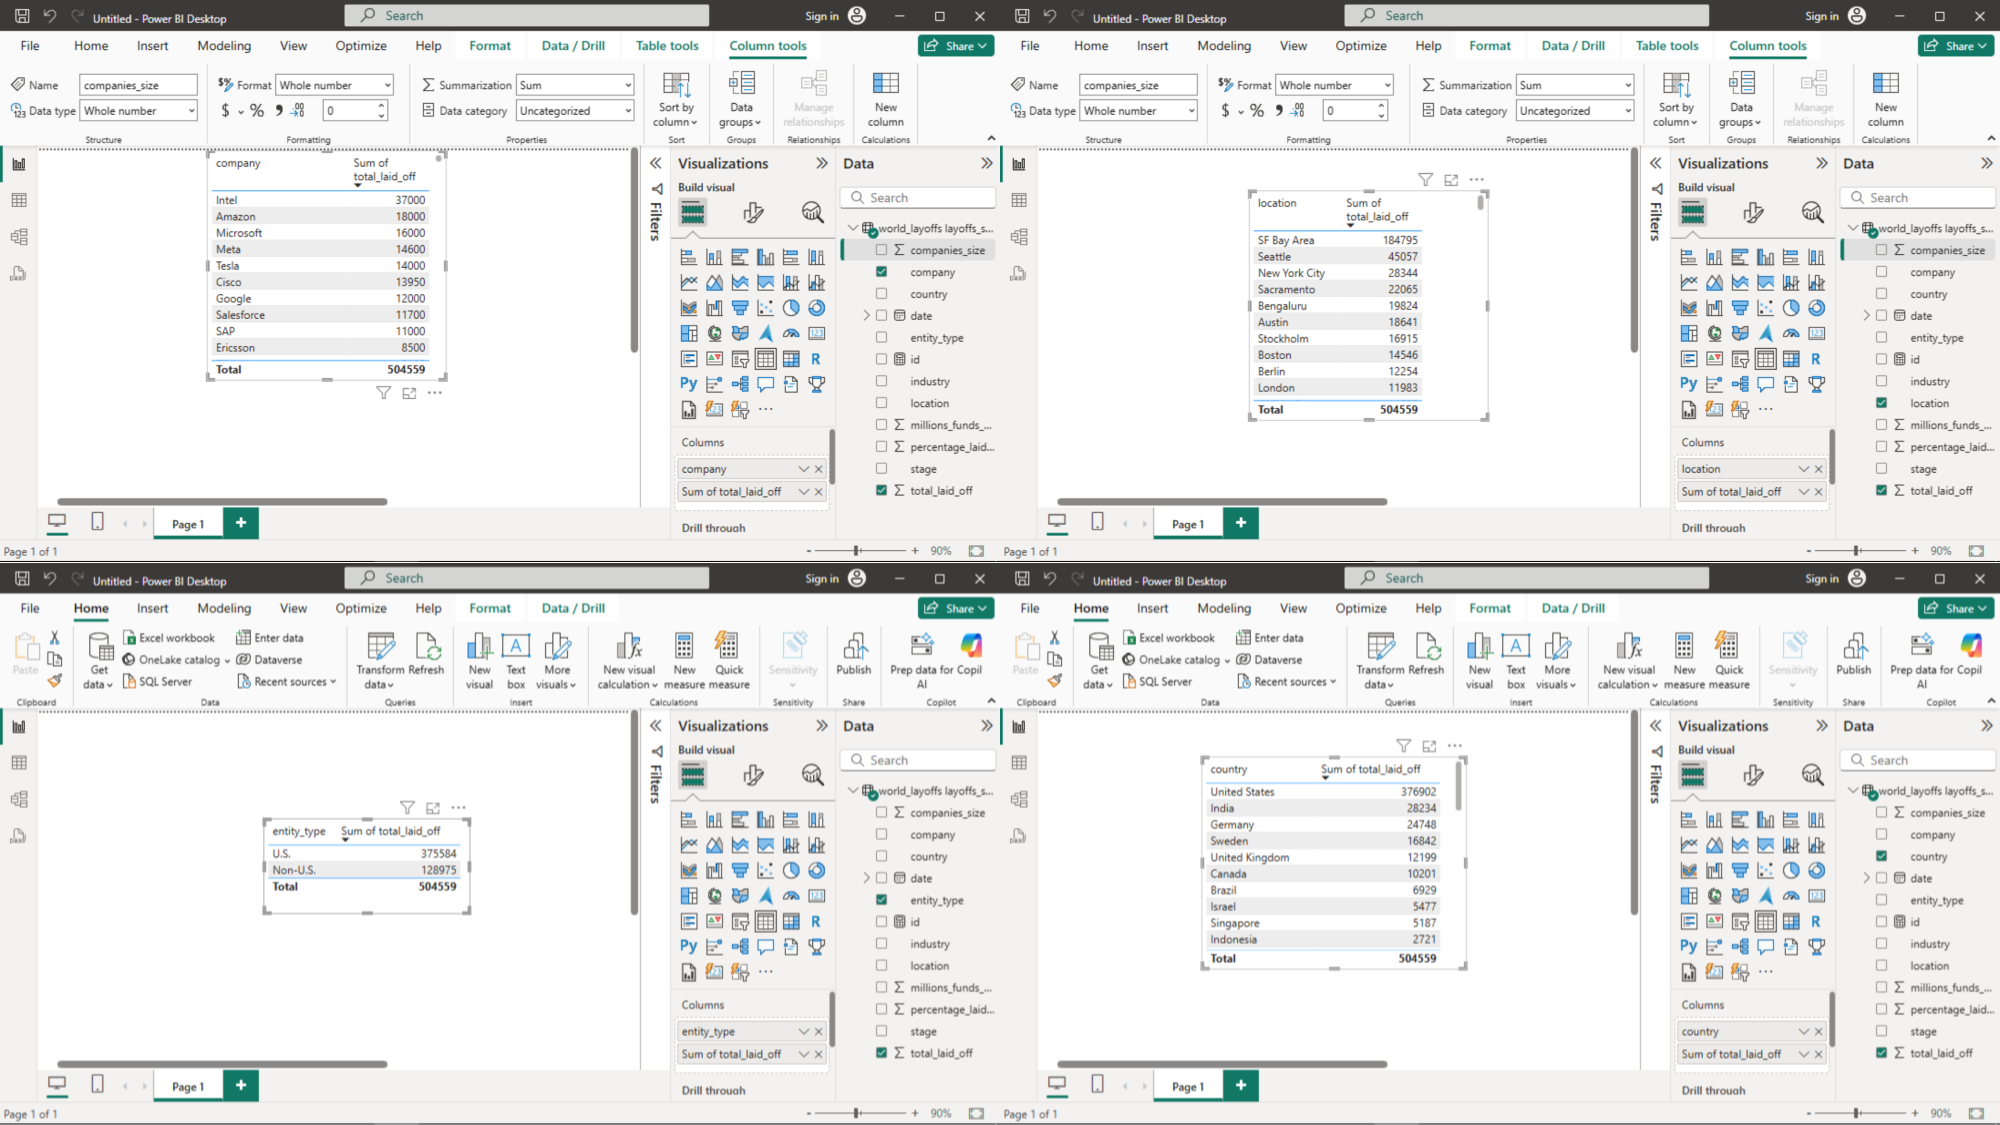 Untitled - Power BI Desktop
Search
Sign in
File Home Insert Modeling View Optimize Help Format Data / Drill Table tools Column tools Share
Name companies_size
Data type Whole number
Structure
Format Whole number
$ % 0
Formatting
Summarization Sum
Data category Uncategorized
Properties
Sort by column
Sort
Data groups
Groups
Manage relationships
Relationships
New column
Calculations
company Sum of total_laid_off
Intel 37000
Amazon 18000
Microsoft 16000
Meta 14600
Tesla 14000
Cisco 13950
Google 12000
Salesforce 11700
SAP 11000
Ericsson 8500
Total 504559
Filters
Visualizations
Build visual
R
Py
123
Columns
company
Sum of total_laid_off
Drill through
Data
Search
world_layoffs layoffs_s...
companies_size
company
country
date
entity_type
id
industry
location
millions_funds_...
percentage_laid...
stage
total_laid_off
Page 1
Page 1 of 1
90%
Untitled - Power BI Desktop
Search
Sign in
File Home Insert Modeling View Optimize Help Format Data / Drill Table tools Column tools Share
Name companies_size
Data type Whole number
Structure
Format Whole number
$ % 0
Formatting
Summarization Sum
Data category Uncategorized
Properties
Sort by column
Sort
Data groups
Groups
Manage relationships
Relationships
New column
Calculations
location Sum of total_laid_off
SF Bay Area 184795
Seattle 45057
New York City 28344
Sacramento 22065
Bengaluru 19824
Austin 18641
Stockholm 16915
Boston 14546
Berlin 12254
London 11983
Total 504559
Filters
Visualizations
Build visual
R
Py
123
Columns
location
Sum of total_laid_off
Drill through
Data
Search
world_layoffs layoffs_s...
companies_size
company
country
date
entity_type
id
industry
location
millions_funds_...
percentage_laid...
stage
total_laid_off
Page 1
Page 1 of 1
90%
Untitled - Power BI Desktop
Search
Sign in
File Home Insert Modeling View Optimize Help Format Data / Drill Share
Paste
Clipboard
Get data
Excel workbook
OneLake catalog
SQL Server
Enter data
Dataverse
Recent sources
Data
Transform data
Refresh
Queries
New visual
Text box
More visuals
Insert
New visual calculation
New measure
Quick measure
Calculations
Sensitivity
Sensitivity
Publish
Share
Prep data for AI
Copil
Copilot
entity_type Sum of total_laid_off
U.S. 375584
Non-U.S. 128975
Total 504559
Filters
Visualizations
Build visual
R
Py
123
Columns
entity_type
Sum of total_laid_off
Drill through
Data
Search
world_layoffs layoffs_s...
companies_size
company
country
date
entity_type
id
industry
location
millions_funds_...
percentage_laid...
stage
total_laid_off
Page 1
Page 1 of 1
90%
Untitled - Power BI Desktop
Search
Sign in
File Home Insert Modeling View Optimize Help Format Data / Drill Share
Paste
Clipboard
Get data
Excel workbook
OneLake catalog
SQL Server
Enter data
Dataverse
Recent sources
Data
Transform data
Refresh
Queries
New visual
Text box
More visuals
Insert
New visual calculation
New measure
Quick measure
Calculations
Sensitivity
Sensitivity
Publish
Share
Prep data for AI
Copil
Copilot
country Sum of total_laid_off
United States 376902
India 28234
Germany 24748
Sweden 16842
United Kingdom 12199
Canada 10201
Brazil 6929
Israel 5477
Singapore 5187
Indonesia 2721
Total 504559
Filters
Visualizations
Build visual
R
Py
123
Columns
country
Sum of total_laid_off
Drill through
Data
Search
world_layoffs layoffs_s...
companies_size
company
country
date
entity_type
id
industry
location
millions_funds_...
percentage_laid...
stage
total_laid_off
Page 1
Page 1 of 1
90%